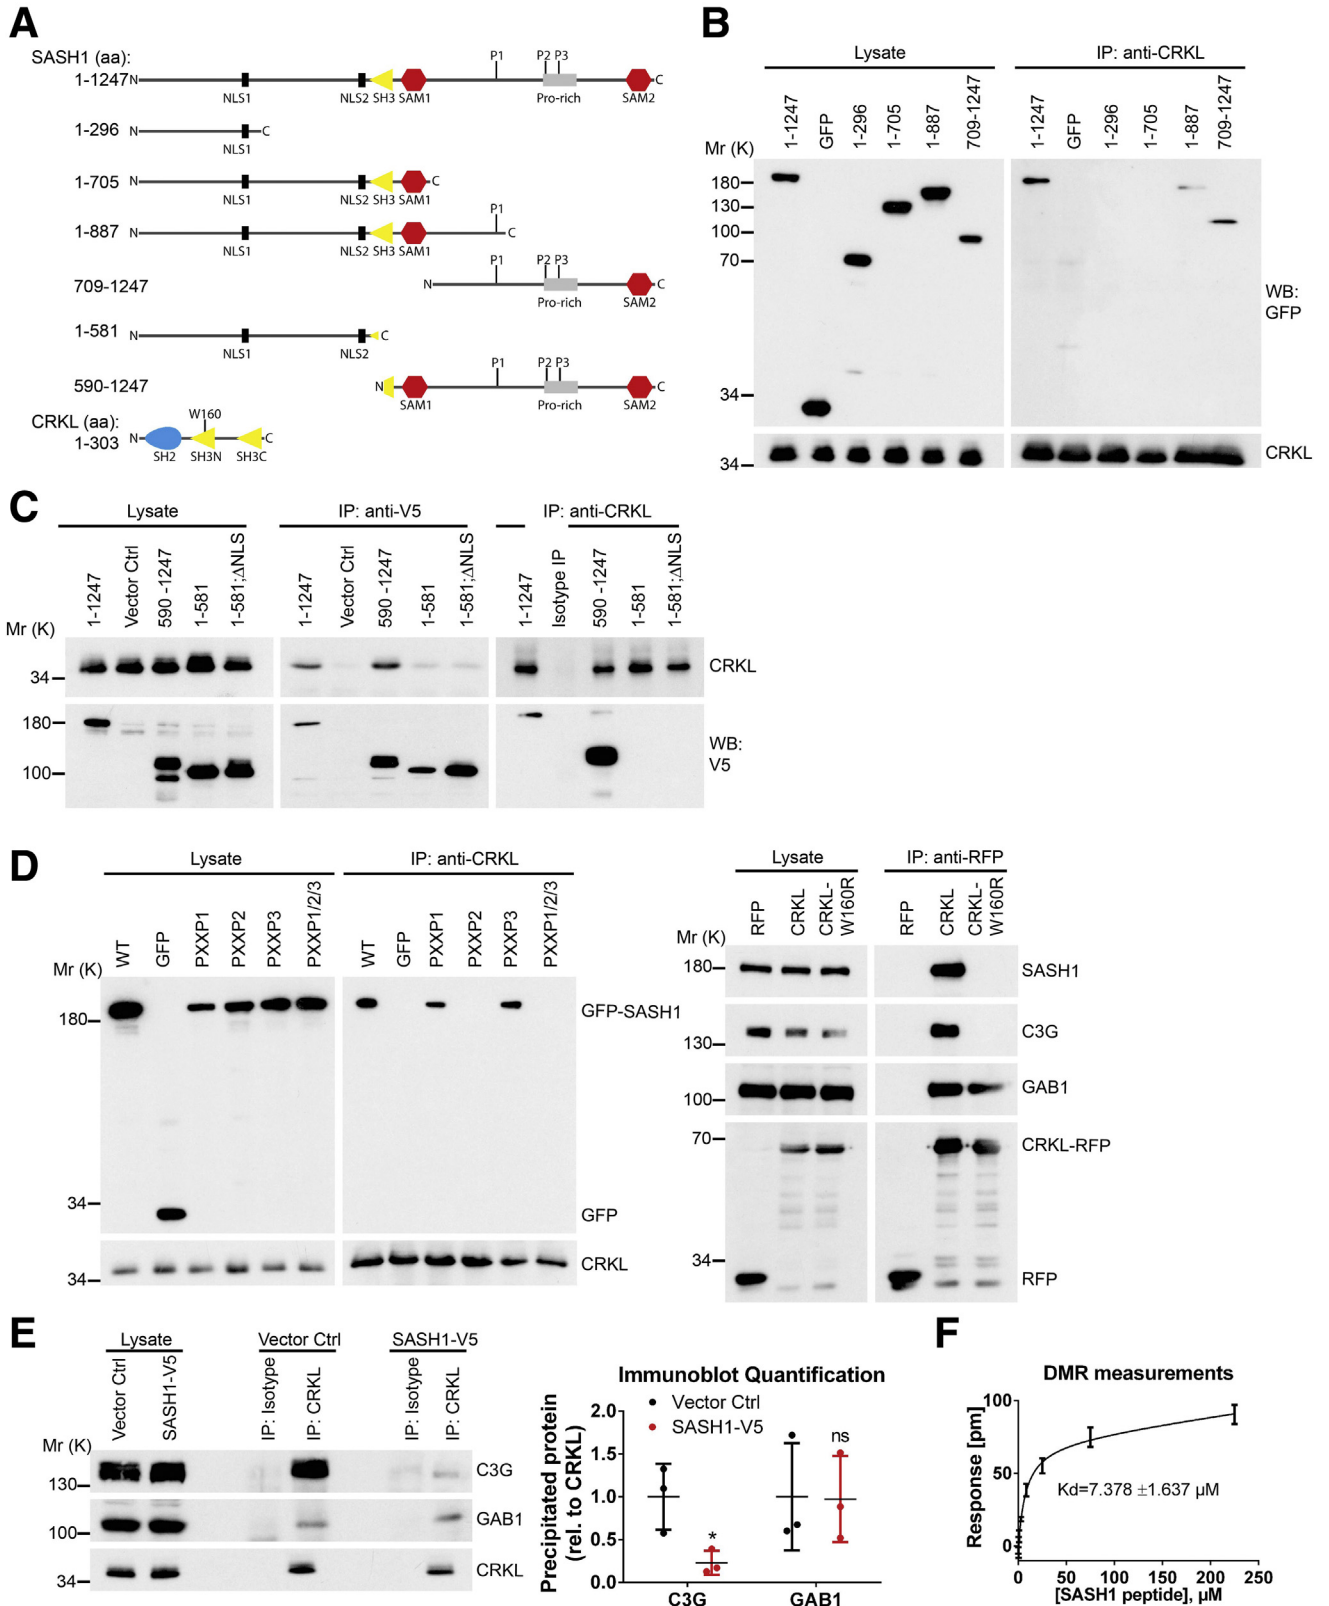 A
SASH1 (aa):
P1 P2 P3
1-1247 N C
NLS1 NLS2 SH3 SAM1 Pro-rich SAM2
1-296 N C
NLS1
1-705 N C
NLS1 NLS2 SH3 SAM1
P1
1-887 N C
NLS1 NLS2 SH3 SAM1
P1 P2 P3
709-1247 N C
Pro-rich SAM2
1-581 N C
NLS1 NLS2
P1 P2 P3
590-1247 N C
SAM1 Pro-rich SAM2
CRKL (aa):
W160
1-303 N C
SH2 SH3N SH3C
B
Lysate IP: anti-CRKL
1-1247 GFP 1-296 1-705 1-887 709-1247 1-1247 GFP 1-296 1-705 1-887 709-1247
Mr (K)
180
130
100
70
WB:
GFP
34
34 CRKL
C
Lysate IP: anti-V5 IP: anti-CRKL
1-1247 Vector Ctrl 590 -1247 1-581 1-581;ΔNLS 1-1247 Vector Ctrl 590 -1247 1-581 1-581;ΔNLS 1-1247 Isotype IP 590 -1247 1-581 1-581;ΔNLS
Mr (K)
CRKL
34
180
WB:
V5
100
D
Lysate IP: anti-CRKL
WT GFP PXXP1 PXXP2 PXXP3 PXXP1/2/3 WT GFP PXXP1 PXXP2 PXXP3 PXXP1/2/3
Mr (K)
GFP-SASH1
180
34
GFP
CRKL
34
Lysate IP: anti-RFP
RFP CRKL CRKL-W160R RFP CRKL CRKL-W160R
Mr (K)
180 SASH1
C3G
130
GAB1
100
70 CRKL-RFP
34
RFP
E
Lysate Vector Ctrl SASH1-V5
Vector Ctrl SASH1-V5 IP: Isotype IP: CRKL IP: Isotype IP: CRKL
Mr (K)
C3G
130
GAB1
100
CRKL
34
Immunoblot Quantification
Vector Ctrl
SASH1-V5
Precipitated protein
(rel. to CRKL)
2.0
1.5
1.0
0.5
0.0
* ns
C3G GAB1
F
DMR measurements
Response [pm]
100
50
0
Kd=7.378 ±1.637 µM
0 50 100 150 200 250
[SASH1 peptide], µM